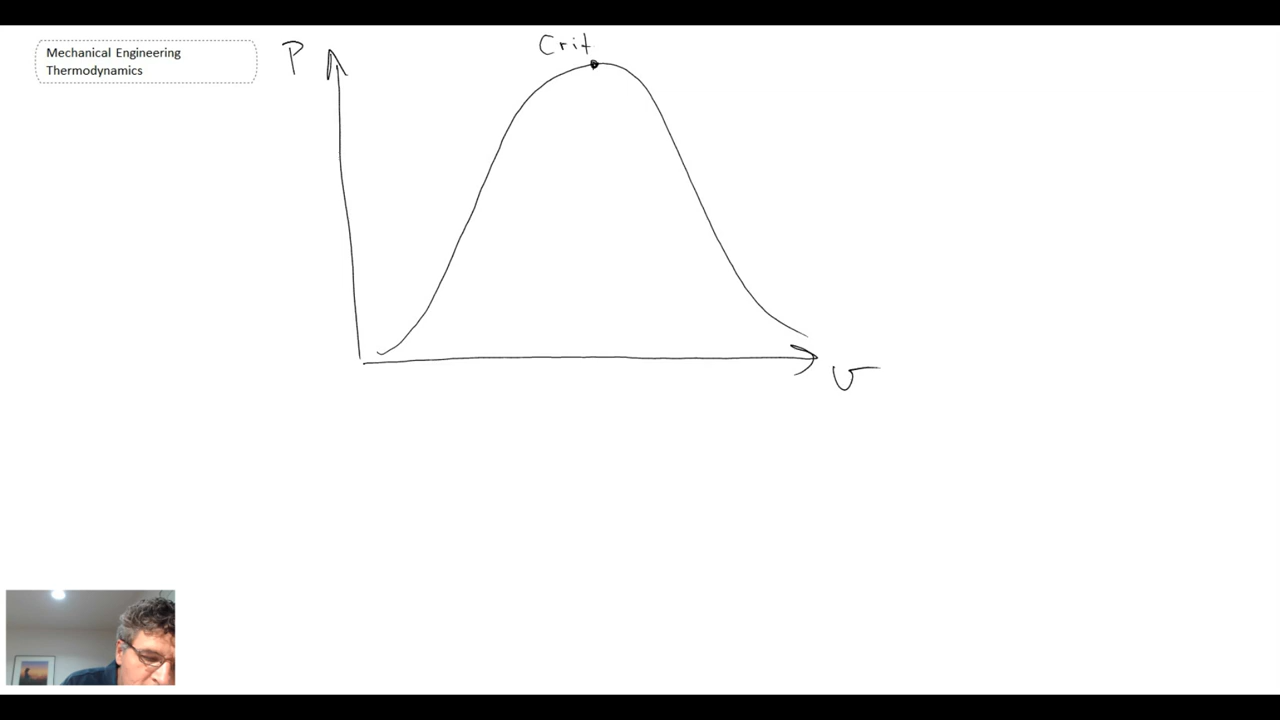 Mechanical Engineering
Thermodynamics
P
Crit.
v